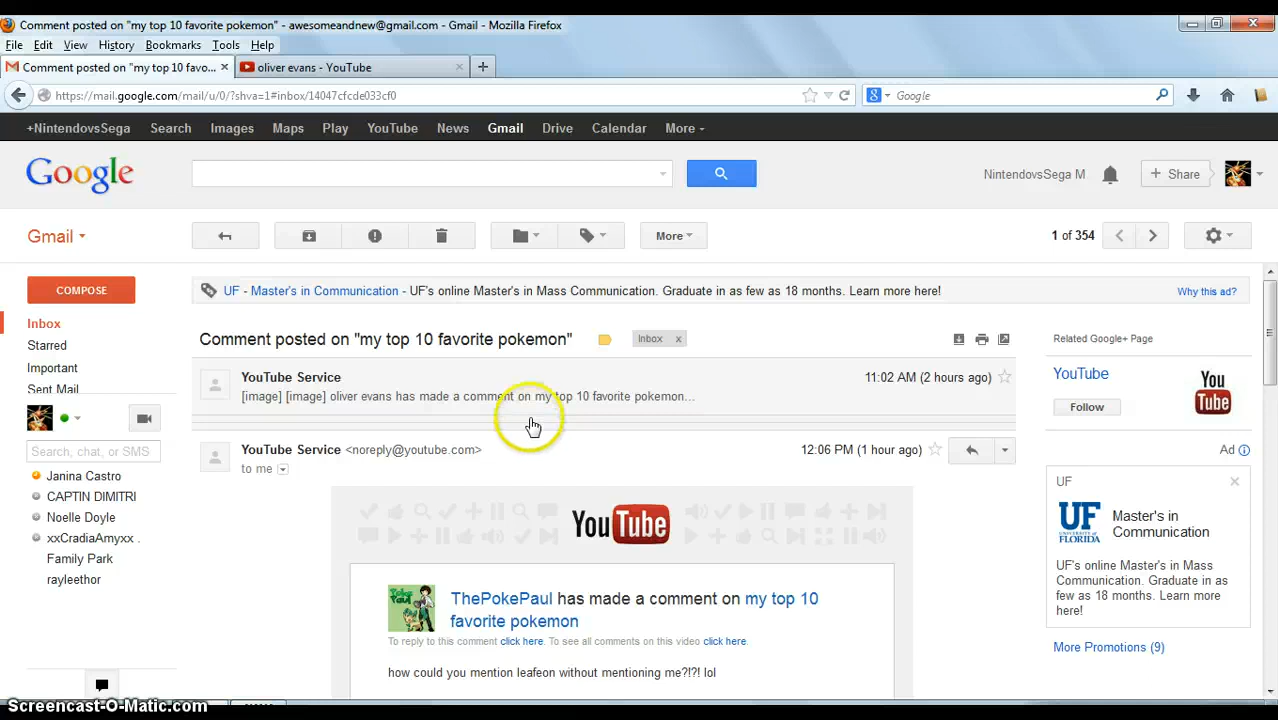 Comment posted on "my top 10 favorite pokemon" - awesomeandnew@gmail.com - Gmail - Mozilla Firefox
File Edit View History Bookmarks Tools Help
Comment posted on "my top 10 favo... × oliver evans - YouTube × +
https://mail.google.com/mail/u/0/?shva=1#inbox/14047cfcde033cf0 Google
+NintendovsSega Search Images Maps Play YouTube News Gmail Drive Calendar More
Google NintendovsSega M + Share
Gmail More 1 of 354
COMPOSE
UF - Master's in Communication - UF's online Master's in Mass Communication. Graduate in as few as 18 months. Learn more here! Why this ad?
Inbox
Starred
Important
Sent Mail
Comment posted on "my top 10 favorite pokemon" Inbox x
YouTube Service 11:02 AM (2 hours ago)
[image] [image] oliver evans has made a comment on my top 10 favorite pokemon...
YouTube Service <noreply@youtube.com> 12:06 PM (1 hour ago)
to me
Search, chat, or SMS
Janina Castro
CAPTIN DIMITRI
Noelle Doyle
xxCradiaAmyxx .
Family Park
rayleethor
YouTube
Poke Paul
ThePokePaul has made a comment on my top 10
favorite pokemon
To reply to this comment click here. To see all comments on this video click here.
how could you mention leafeon without mentioning me?!?! lol
Related Google+ Page
YouTube
Follow
You Tube
Ad
UF
UF
UNIVERSITY of FLORIDA
Master's in
Communication
UF's online Master's in Mass
Communication. Graduate in as
few as 18 months. Learn more
here!
More Promotions (9)
Screencast-O-Matic.com